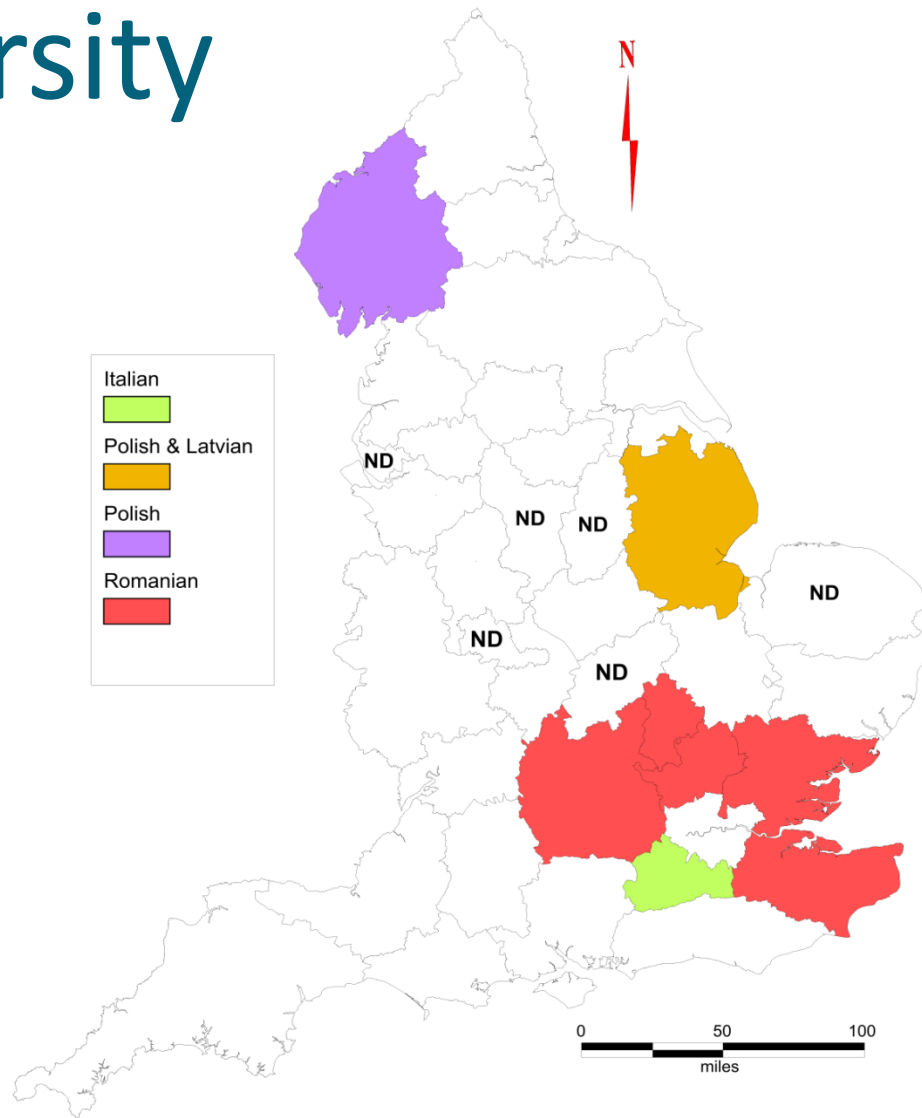 rsity
N
Italian
Polish & Latvian
Polish
Romanian
ND
ND
ND
ND
ND
ND
0 50 100
miles